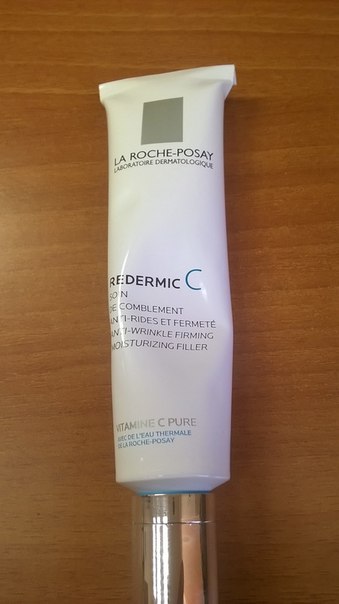 LA ROCHE-POSAY
LABORATOIRE DERMATOLOGIQUE
REDERMIC C
SOIN
DE COMBLEMENT
ANTI-RIDES ET FERMETÉ
ANTI-WRINKLE FIRMING
MOISTURIZING FILLER
VITAMINE C PURE
AVEC DE L'EAU THERMALE
DE LA ROCHE-POSAY